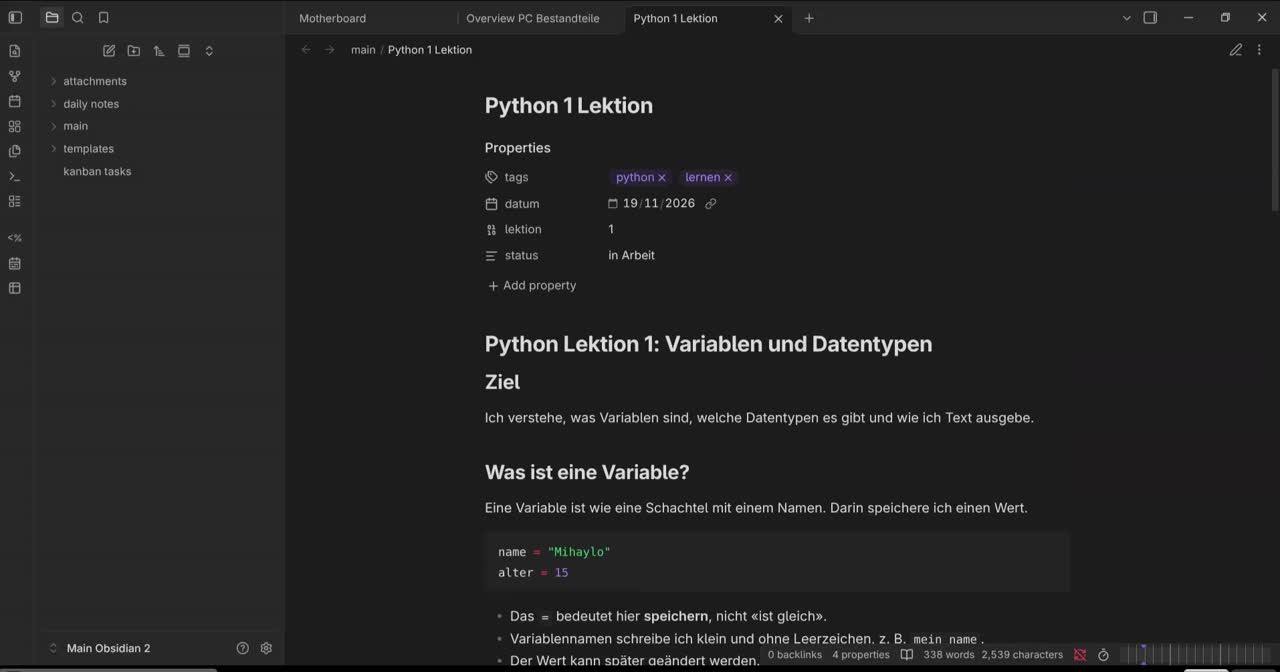 Motherboard
Overview PC Bestandteile
Python 1 Lektion
main / Python 1 Lektion
attachments
daily notes
main
templates
kanban tasks
Python 1 Lektion
Properties
tags python lernen
datum 19/11/2026
lektion 1
status in Arbeit
Add property
Python Lektion 1: Variablen und Datentypen
Ziel
Ich verstehe, was Variablen sind, welche Datentypen es gibt und wie ich Text ausgebe.
Was ist eine Variable?
Eine Variable ist wie eine Schachtel mit einem Namen. Darin speichere ich einen Wert.
name = "Mihaylo"
alter = 15
Das = bedeutet hier speichern, nicht «ist gleich».
Variablennamen schreibe ich klein und ohne Leerzeichen, z. B. mein_name.
Der Wert kann später geändert werden.
Main Obsidian 2
0 backlinks 4 properties 338 words 2,539 characters